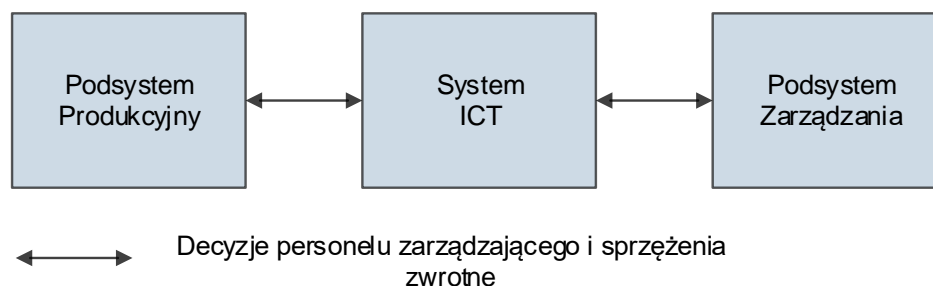 Podsystem
Produkcyjny
System
ICT
Podsystem
Zarządzania
Decyzje personelu zarządzającego i sprzężenia
zwrotne